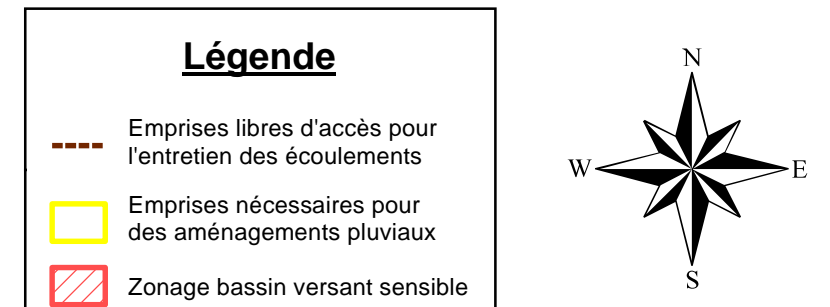 Légende
Emprises libres d'accès pour
l'entretien des écoulements
Emprises nécessaires pour
des aménagements pluviaux
Zonage bassin versant sensible
N
W
E
S